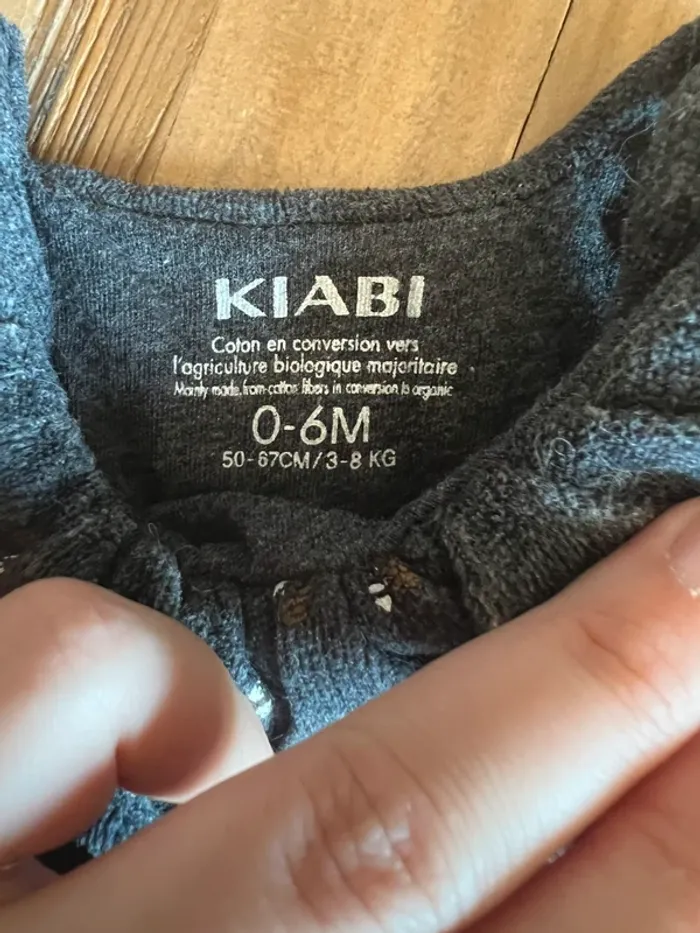 KIABI
Coton en conversion vers
l'agriculture biologique majoritaire
Mainly made from cotton fibers in conversion to organic
0-6M
50-67CM/3-8 KG